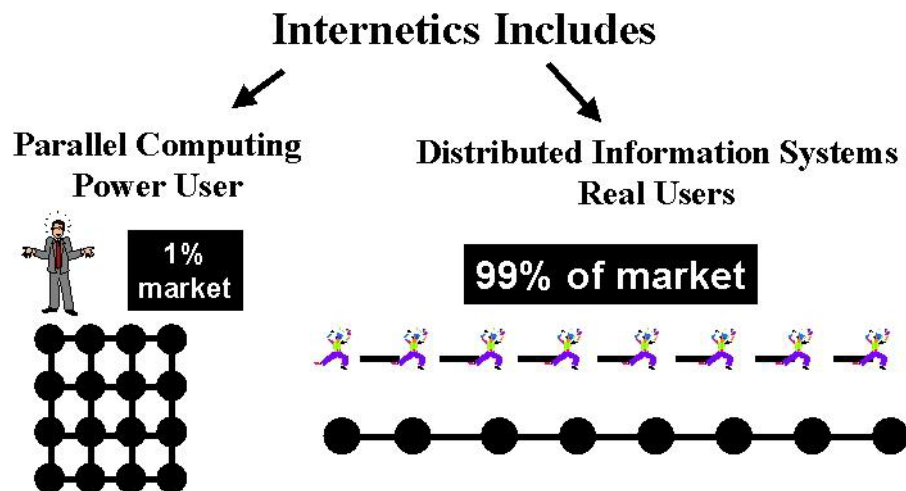 Internetics Includes
Parallel Computing
Power User
1%
market
Distributed Information Systems
Real Users
99% of market